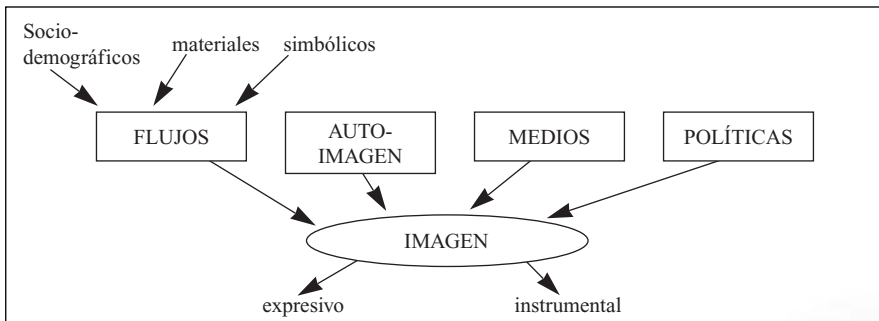 Socio-
demográficos
materiales
simbólicos
FLUJOS
AUTO-
IMAGEN
MEDIOS
POLÍTICAS
IMAGEN
expresivo
instrumental